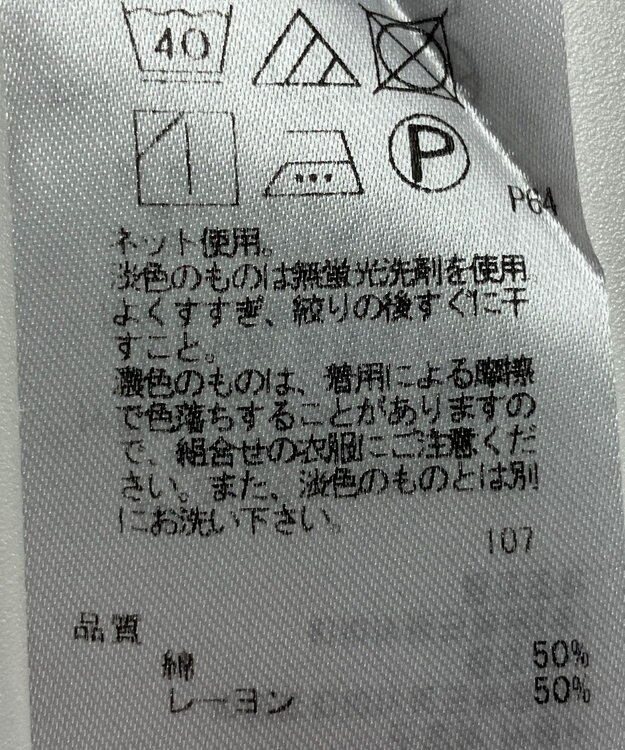 40
P
P64
ネット使用。
淡色のものは無蛍光洗剤を使用
よくすすぎ、絞りの後すぐに干
すこと。
濃色のものは、着用による摩擦
で色落ちすることがありますの
で、組合せの衣服にご注意くだ
さい。また、淡色のものとは別
にお洗い下さい。
107
品質
綿 50%
レーヨン 50%